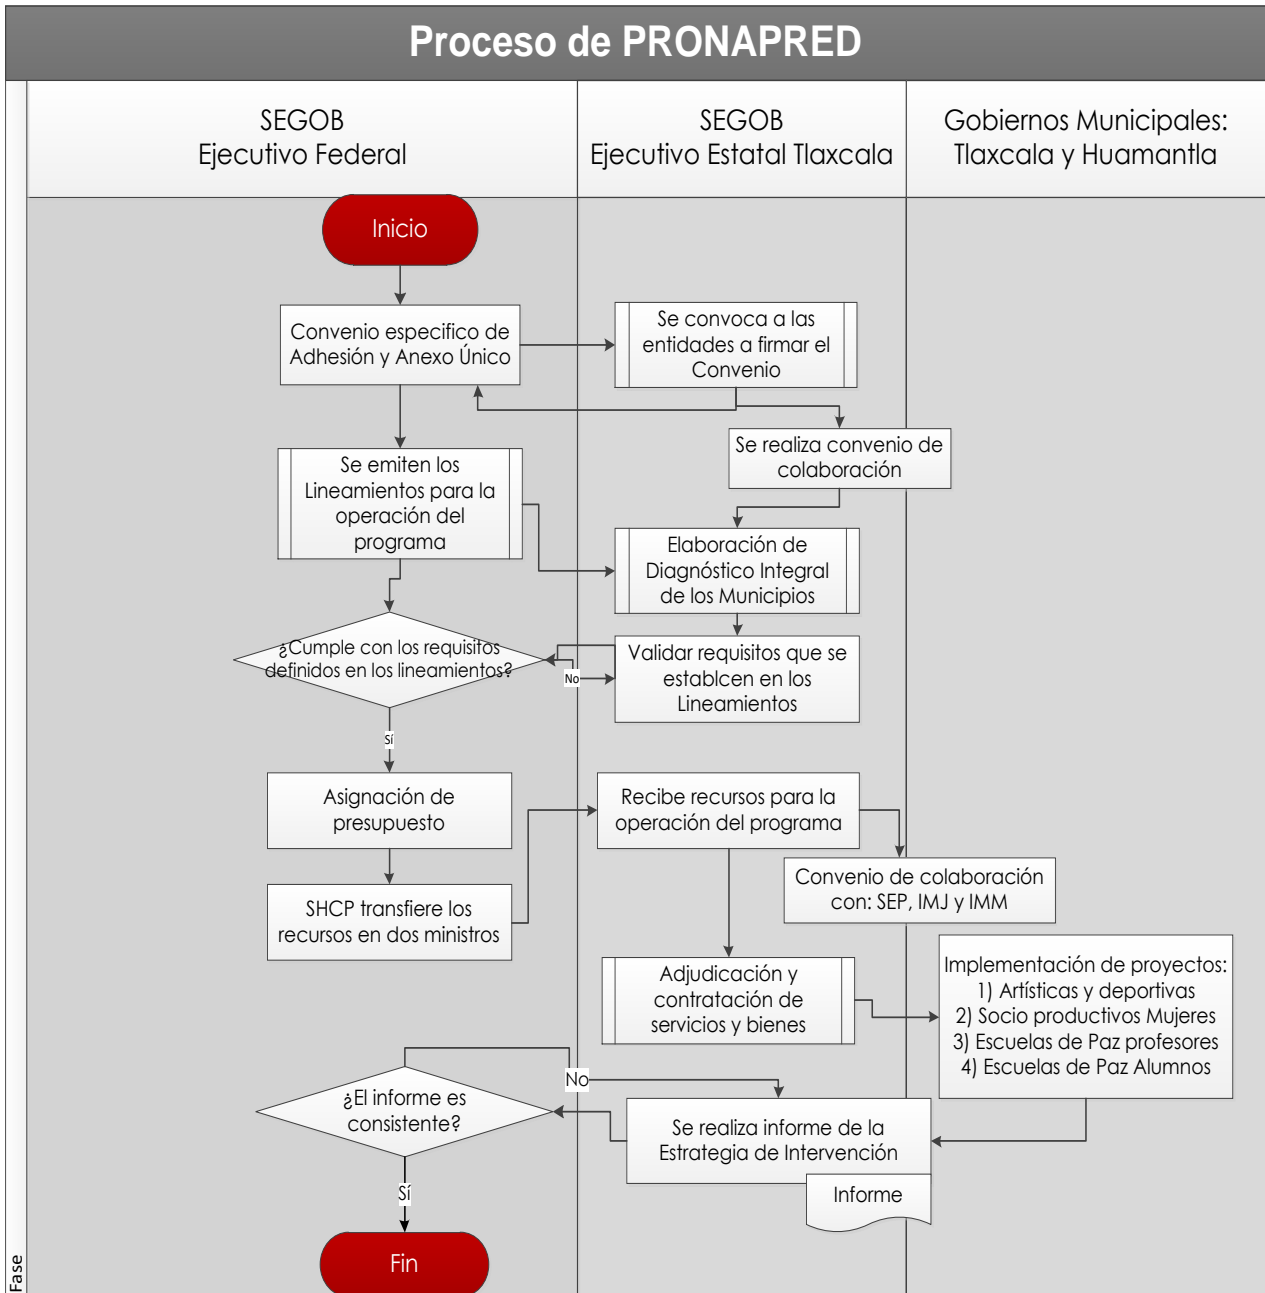 Proceso de PRONAPRED
SEGOB
Ejecutivo Federal
SEGOB
Ejecutivo Estatal Tlaxcala
Gobiernos Municipales:
Tlaxcala y Huamantla
Inicio
Convenio especifico de
Adhesión y Anexo Único
Se convoca a las
entidades a firmar el
Convenio
Se realiza convenio de
colaboración
Se emiten los
Lineamientos para la
operación del
programa
Elaboración de
Diagnóstico Integral
de los Municipios
¿Cumple con los requisitos
definidos en los lineamientos?
No
Validar requisitos que se
establcen en los
Lineamientos
Sí
Asignación de
presupuesto
Recibe recursos para la
operación del programa
Convenio de colaboración
con: SEP, IMJ y IMM
SHCP transfiere los
recursos en dos ministros
Adjudicación y
contratación de
servicios y bienes
Implementación de proyectos:
1) Artísticas y deportivas
2) Socio productivos Mujeres
3) Escuelas de Paz profesores
4) Escuelas de Paz Alumnos
No
¿El informe es
consistente?
Se realiza informe de la
Estrategia de Intervención
Informe
Sí
Fin
Fase